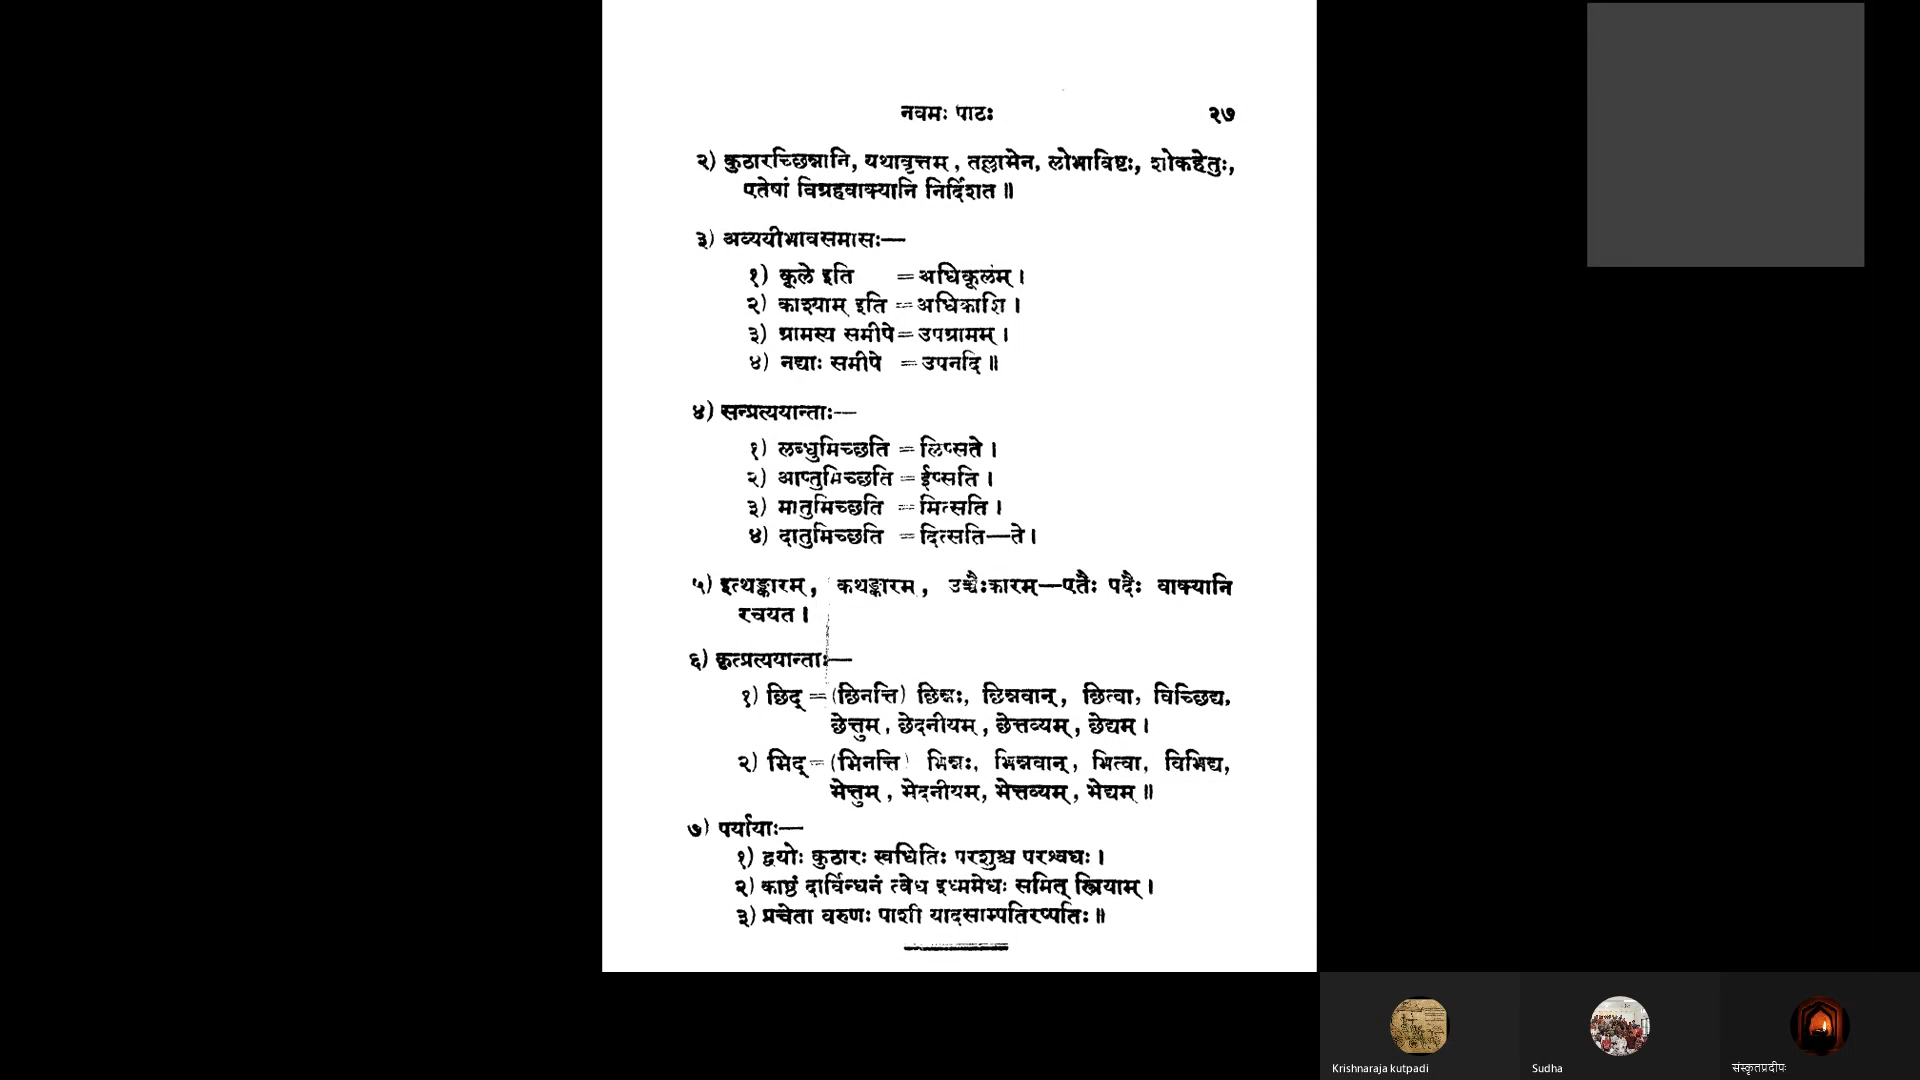 नवमः पाठः २७
२) कुठारच्छिन्नानि, यथावृत्तम्, तल्लाभेन, लोभाविष्टः, शोकहेतुः,
एतेषां विग्रहवाक्यानि निर्दिशत ॥
३) अव्ययीभावसमासः—
१) कूले इति = अधिकूलम् ।
२) काश्याम् इति = अधिकाशि ।
३) ग्रामस्य समीपे = उपग्रामम् ।
४) नद्याः समीपे = उपनदि ॥
४) सन्प्रत्ययान्ताः—
१) लब्धुमिच्छति = लिप्सते ।
२) आप्तुमिच्छति = ईप्सति ।
३) मातुमिच्छति = मित्सति ।
४) दातुमिच्छति = दित्सति—ते ।
५) इत्थङ्कारम्, कथङ्कारम, उच्चैःकारम्—एतैः पदैः वाक्यानि
रचयत ।
६) कृत्प्रत्ययान्ताः—
१) छिद् = (छिनत्ति) छिन्नः, छिन्नवान्, छित्वा, विच्छिद्य,
छेत्तुम्, छेदनीयम्, छेत्तव्यम्, छेद्यम् ।
२) भिद् = (भिनत्ति) भिन्नः, भिन्नवान्, भित्वा, विभिद्य,
भेत्तुम्, भेदनीयम्, भेत्तव्यम्, भेद्यम् ॥
७) पर्यायाः—
१) द्वयोः कुठारः स्वधितिः परशुश्च परश्वधः ।
२) काष्ठं दार्विन्धनं त्वेध इध्ममेधः समित् स्त्रियाम् ।
३) प्रचेता वरुणः पाशी यादसाम्पतिरप्पतिः ॥
Krishnaraja kutpadi
Sudha
संस्कृतप्रदीपः